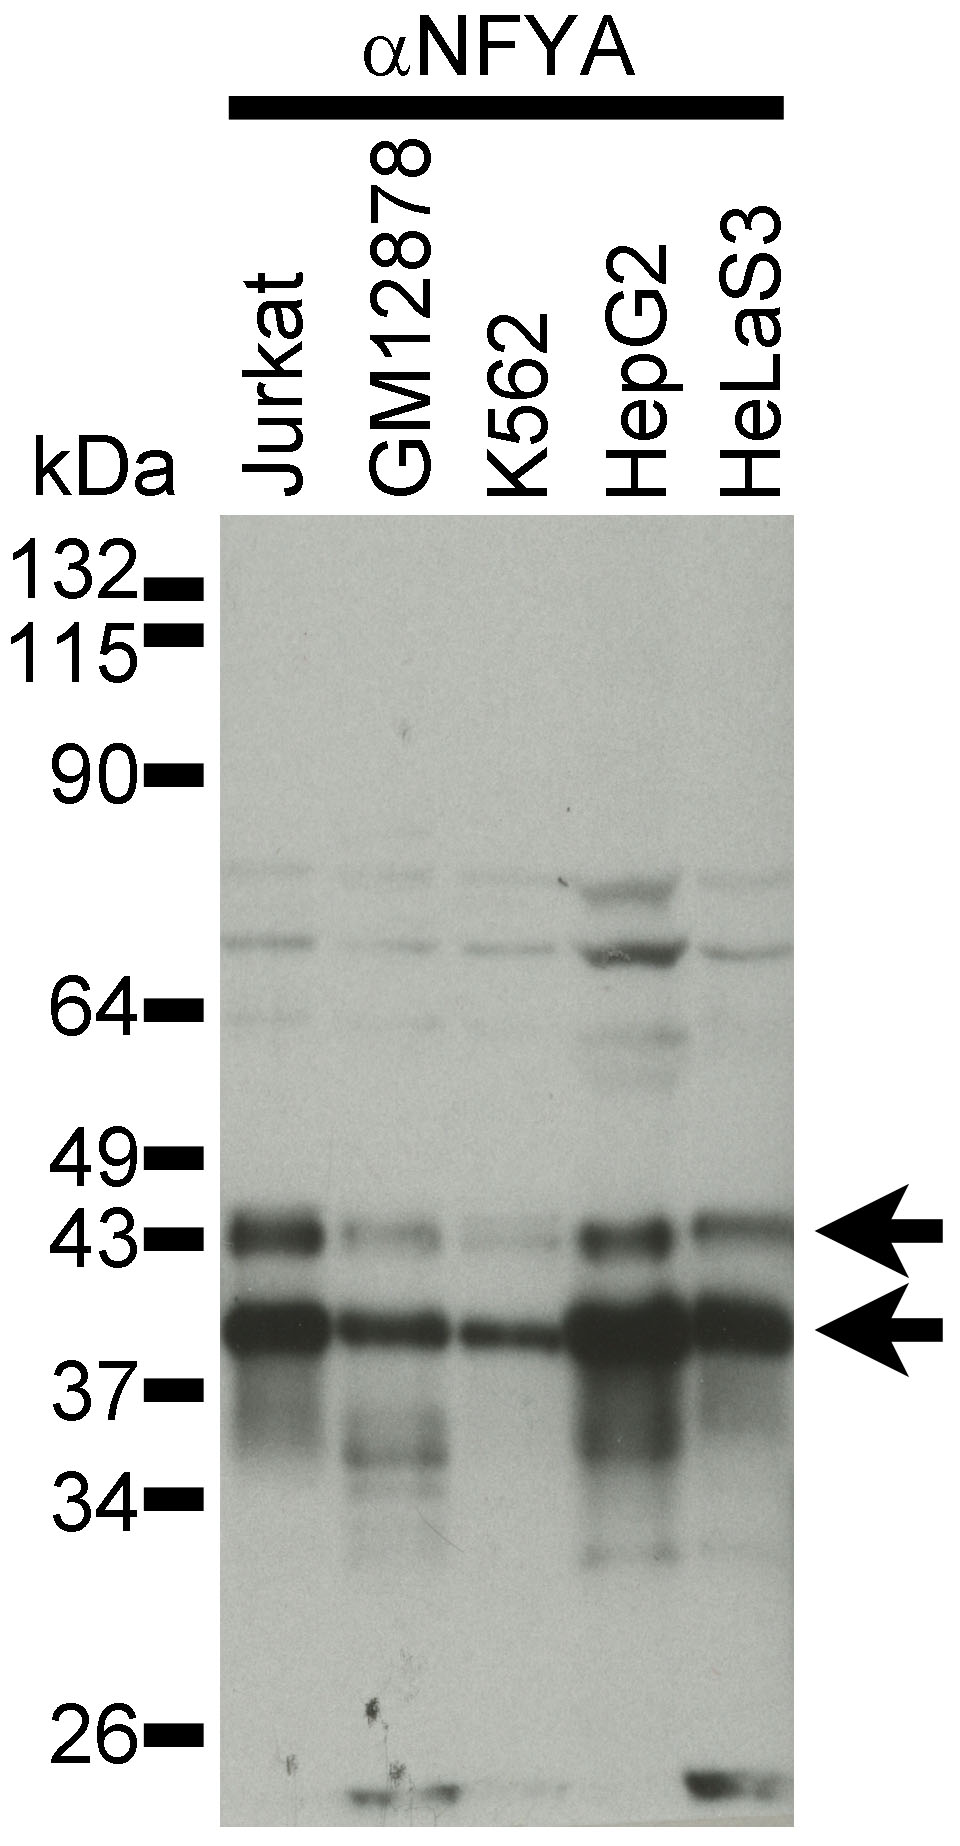 αNFYA
Jurkat
GM12878
K562
HepG2
HeLaS3
kDa
132
115
90
64
49
43
37
34
26